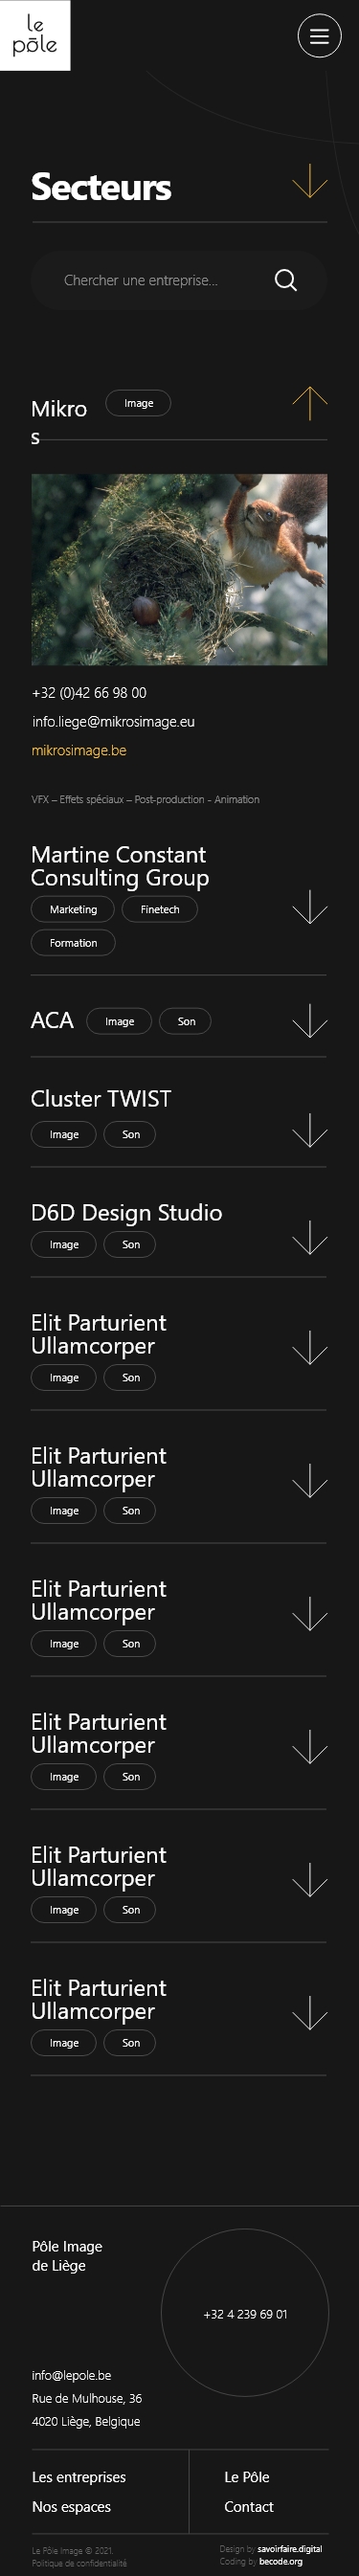 le
pôle
Secteurs
Chercher une entreprise...
Mikro
s
Image
+32 (0)42 66 98 00
info.liege@mikrosimage.eu
mikrosimage.be
VFX – Effets spéciaux – Post-production - Animation
Martine Constant
Consulting Group
Marketing Finetech
Formation
ACA Image Son
Cluster TWIST
Image Son
D6D Design Studio
Image Son
Elit Parturient
Ullamcorper
Image Son
Elit Parturient
Ullamcorper
Image Son
Elit Parturient
Ullamcorper
Image Son
Elit Parturient
Ullamcorper
Image Son
Elit Parturient
Ullamcorper
Image Son
Elit Parturient
Ullamcorper
Image Son
Pôle Image
de Liège
+32 4 239 69 01
info@lepole.be
Rue de Mulhouse, 36
4020 Liège, Belgique
Les entreprises Le Pôle
Nos espaces Contact
Le Pôle Image © 2021. Design by savoirfaire.digital
Politique de confidentialité Coding by becode.org